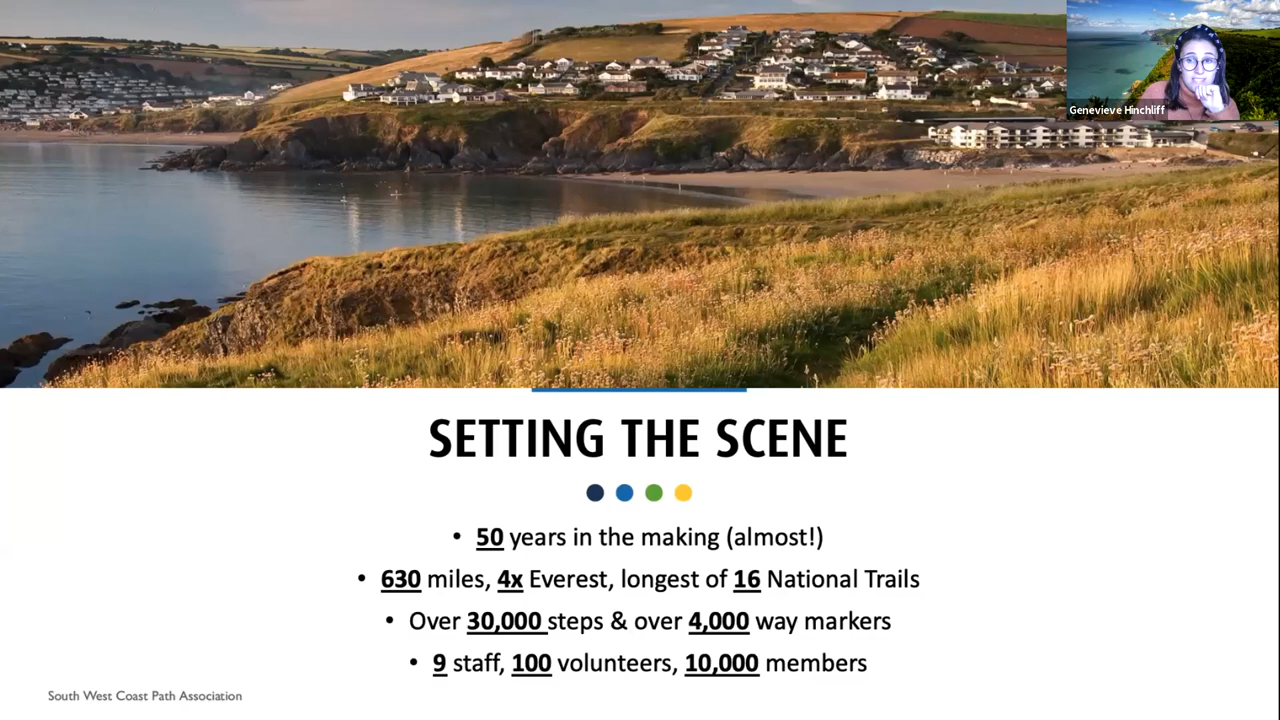 Genevieve Hinchliff
SETTING THE SCENE
• 50 years in the making (almost!)
• 630 miles, 4x Everest, longest of 16 National Trails
• Over 30,000 steps & over 4,000 way markers
• 9 staff, 100 volunteers, 10,000 members
South West Coast Path Association